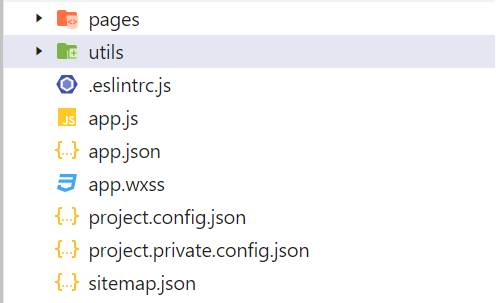 pages
utils
.eslintrc.js
app.js
app.json
app.wxss
project.config.json
project.private.config.json
sitemap.json